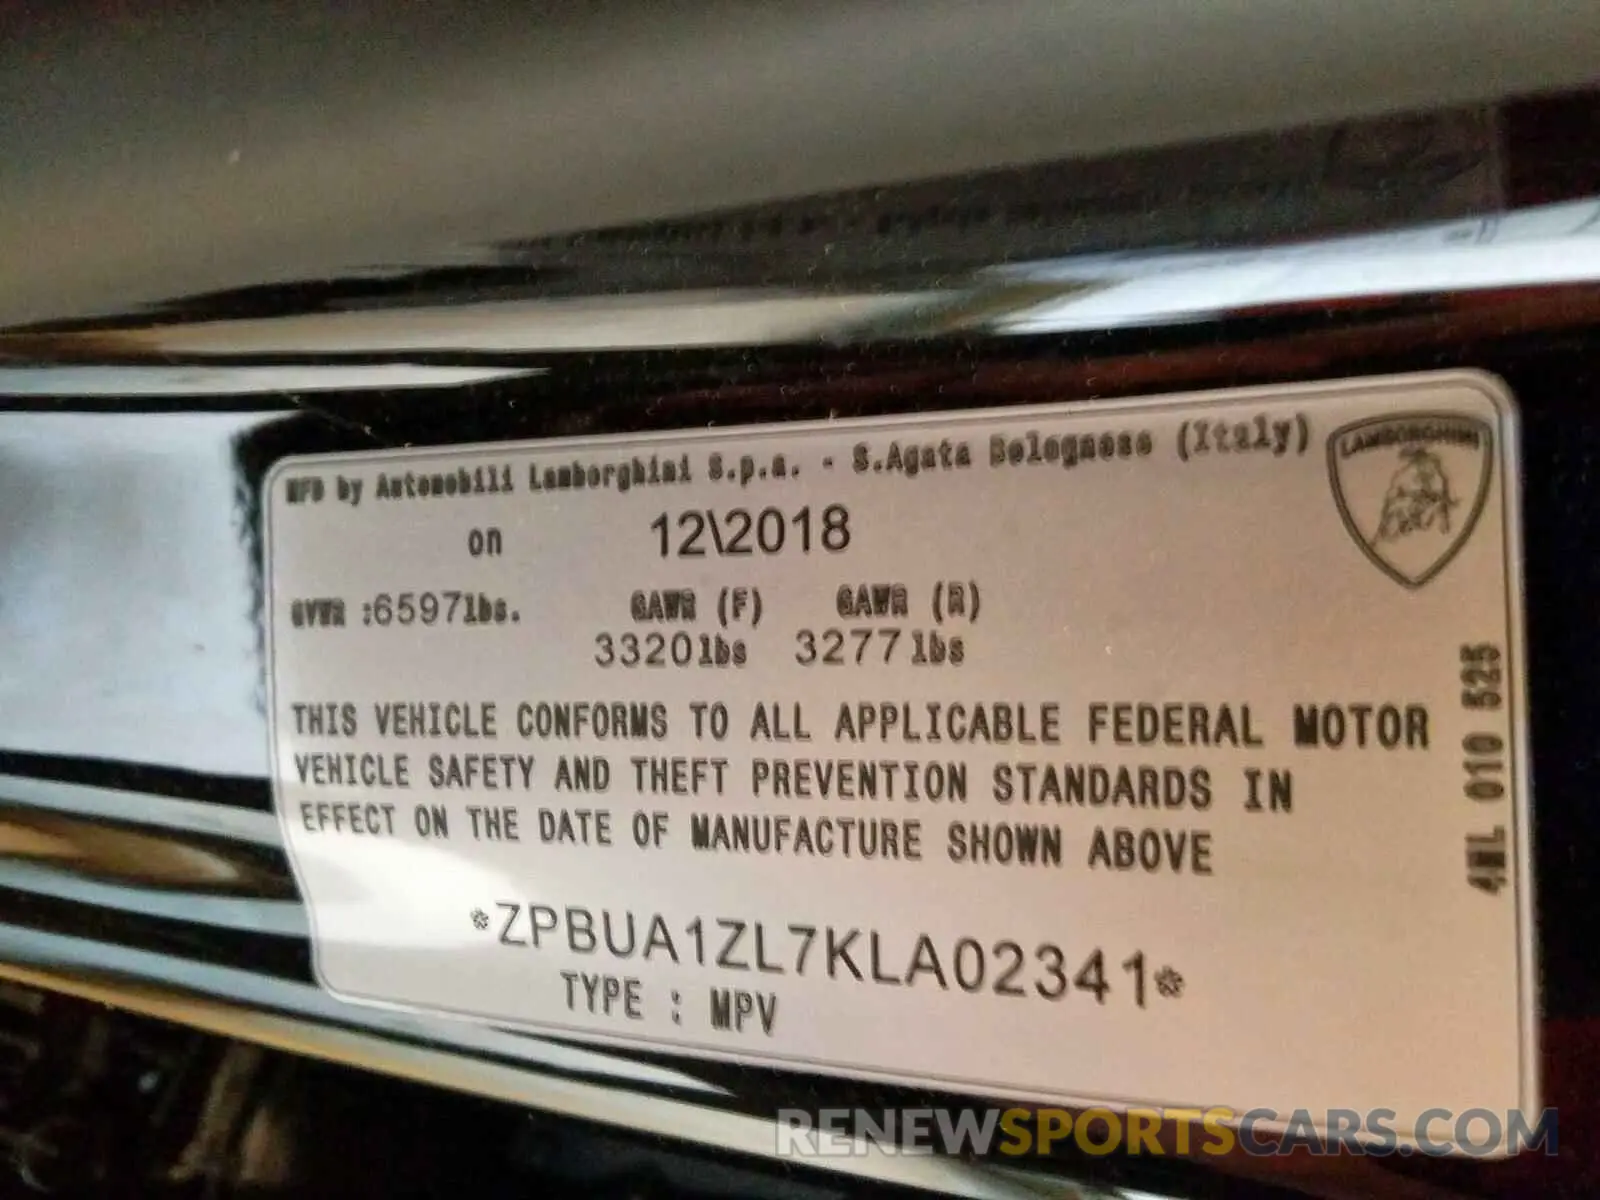 MFD by Automobili Lamborghini S.p.a. - S.Agata Bolognese (Italy)
LAMBORGHINI
on 12\2018
GVWR :6597lbs. GAWR (F) GAWR (R)
3320lbs 3277lbs
THIS VEHICLE CONFORMS TO ALL APPLICABLE FEDERAL MOTOR
VEHICLE SAFETY AND THEFT PREVENTION STANDARDS IN
EFFECT ON THE DATE OF MANUFACTURE SHOWN ABOVE
*ZPBUA1ZL7KLA02341*
TYPE : MPV
4ML 010 525
RENEWSPORTSCARS.COM